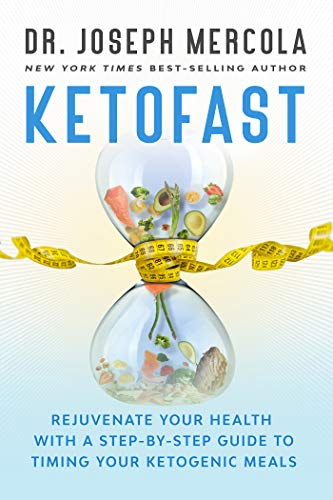 DR. JOSEPH MERCOLA
NEW YORK TIMES BEST-SELLING AUTHOR
KETOFAST
REJUVENATE YOUR HEALTH
WITH A STEP-BY-STEP GUIDE TO
TIMING YOUR KETOGENIC MEALS